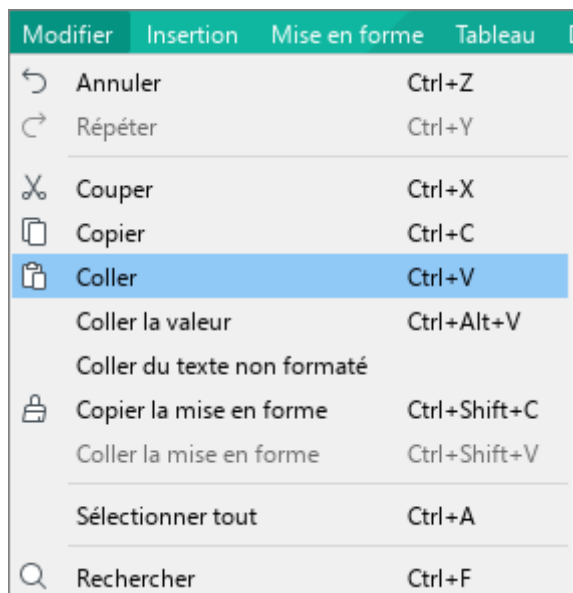 Modifier Insertion Mise en forme Tableau
Annuler Ctrl+Z
Répéter Ctrl+Y
Couper Ctrl+X
Copier Ctrl+C
Coller Ctrl+V
Coller la valeur Ctrl+Alt+V
Coller du texte non formaté
Copier la mise en forme Ctrl+Shift+C
Coller la mise en forme Ctrl+Shift+V
Sélectionner tout Ctrl+A
Rechercher Ctrl+F